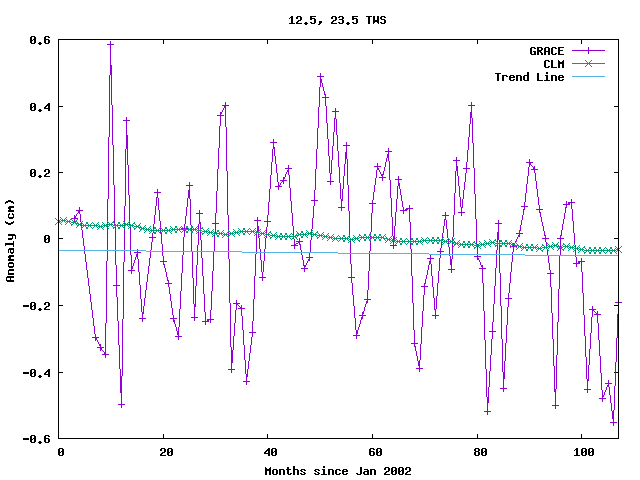 12.5, 23.5 TWS
GRACE
CLM
Trend Line
0.6
0.4
0.2
0
-0.2
-0.4
-0.6
Anomaly (cm)
0 20 40 60 80 100
Months since Jan 2002